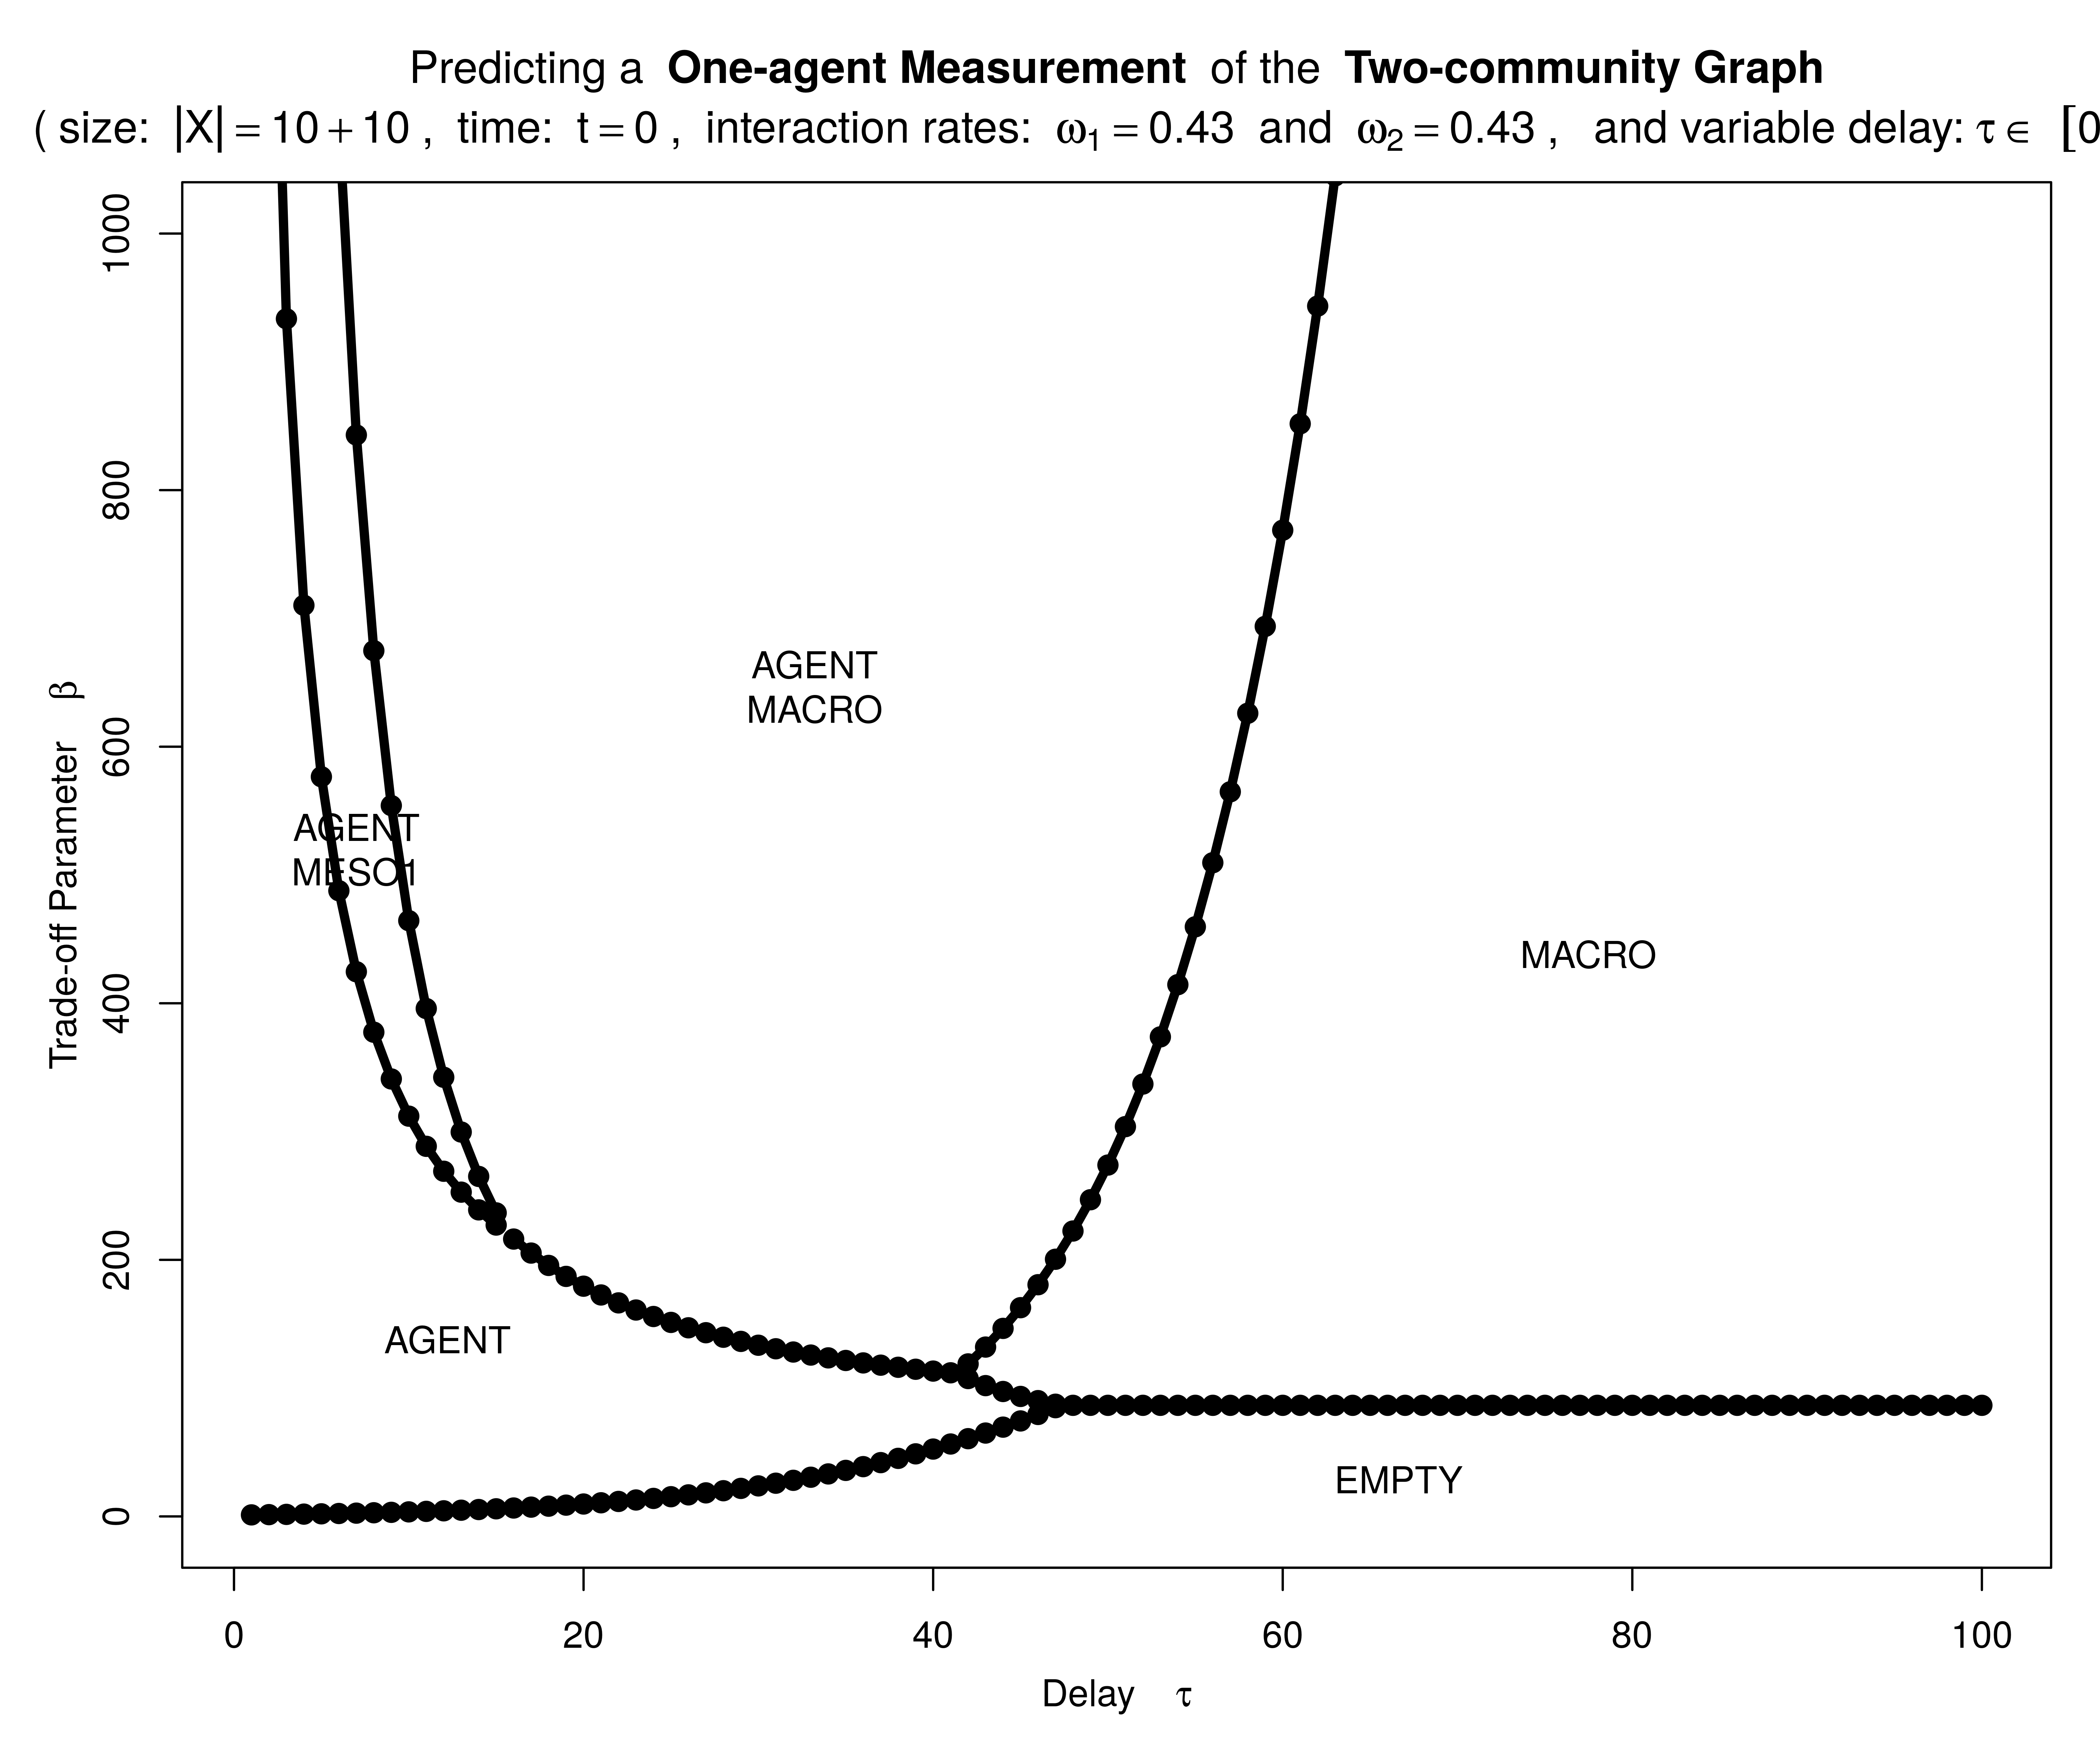 Predicting a One-agent Measurement of the Two-community Graph
( size: |X| = 10 + 10 , time: t = 0 , interaction rates: ω1 = 0.43 and ω2 = 0.43 , and variable delay: τ ∈ [0
1000
800
600
400
200
0
Trade-off Parameter β
AGENT
MACRO
AGENT
MESO1
MACRO
AGENT
EMPTY
0 20 40 60 80 100
Delay τ